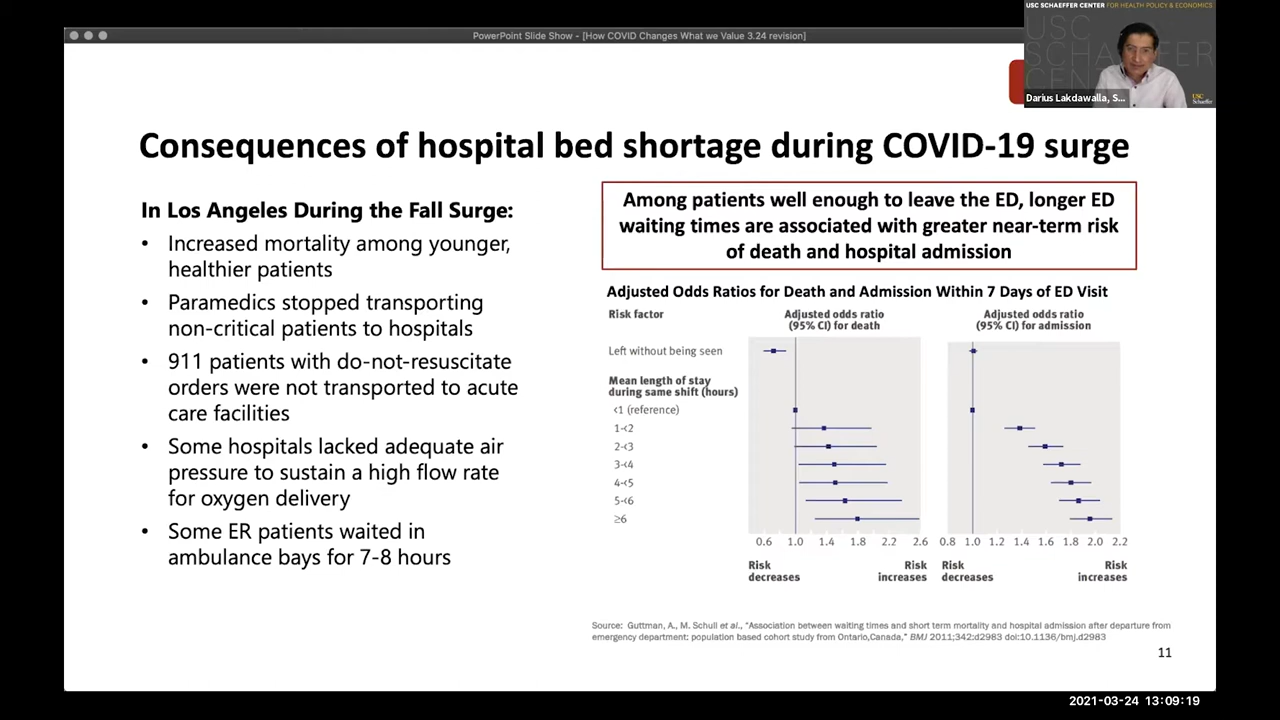 USC SCHAEFFER CENTER FOR HEALTH POLICY & ECONOMICS
PowerPoint Slide Show - [How COVID Changes What we Value 3.24 revision]
Darius Lakdawalla, S...
USC Schaeffer
Consequences of hospital bed shortage during COVID-19 surge
In Los Angeles During the Fall Surge:
• Increased mortality among younger,
healthier patients
• Paramedics stopped transporting
non-critical patients to hospitals
• 911 patients with do-not-resuscitate
orders were not transported to acute
care facilities
• Some hospitals lacked adequate air
pressure to sustain a high flow rate
for oxygen delivery
• Some ER patients waited in
ambulance bays for 7-8 hours
Among patients well enough to leave the ED, longer ED
waiting times are associated with greater near-term risk
of death and hospital admission
Adjusted Odds Ratios for Death and Admission Within 7 Days of ED Visit
Risk factor
Adjusted odds ratio
(95% CI) for death
Adjusted odds ratio
(95% CI) for admission
Left without being seen
Mean length of stay
during same shift (hours)
<1 (reference)
1-<2
2-<3
3-<4
4-<5
5-<6
≥6
0.6 1.0 1.4 1.8 2.2 2.6
0.8 1.0 1.2 1.4 1.6 1.8 2.0 2.2
Risk
decreases
Risk
increases
Risk
decreases
Risk
increases
Source: Guttman, A., M. Schull et al., "Association between waiting times and short term mortality and hospital admission after departure from
emergency department: population based cohort study from Ontario,Canada," BMJ 2011;342:d2983 doi:10.1136/bmj.d2983
11
2021-03-24 13:09:19